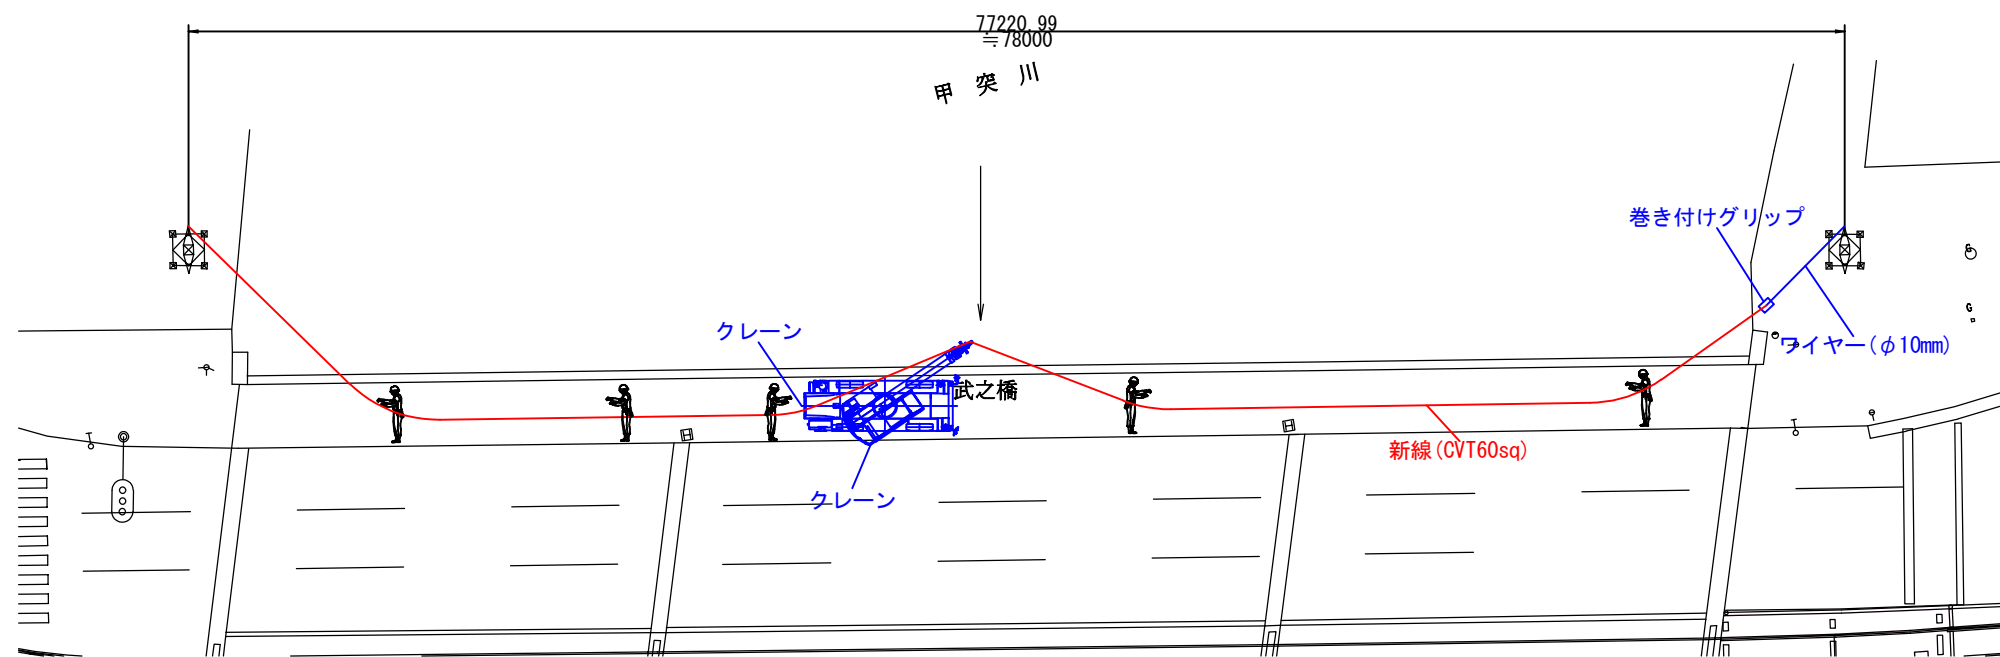 77220.99
≒78000
甲突川
巻き付けグリップ
クレーン
ワイヤー(φ10mm)
武之橋
新線(CVT60sq)
クレーン
G
G